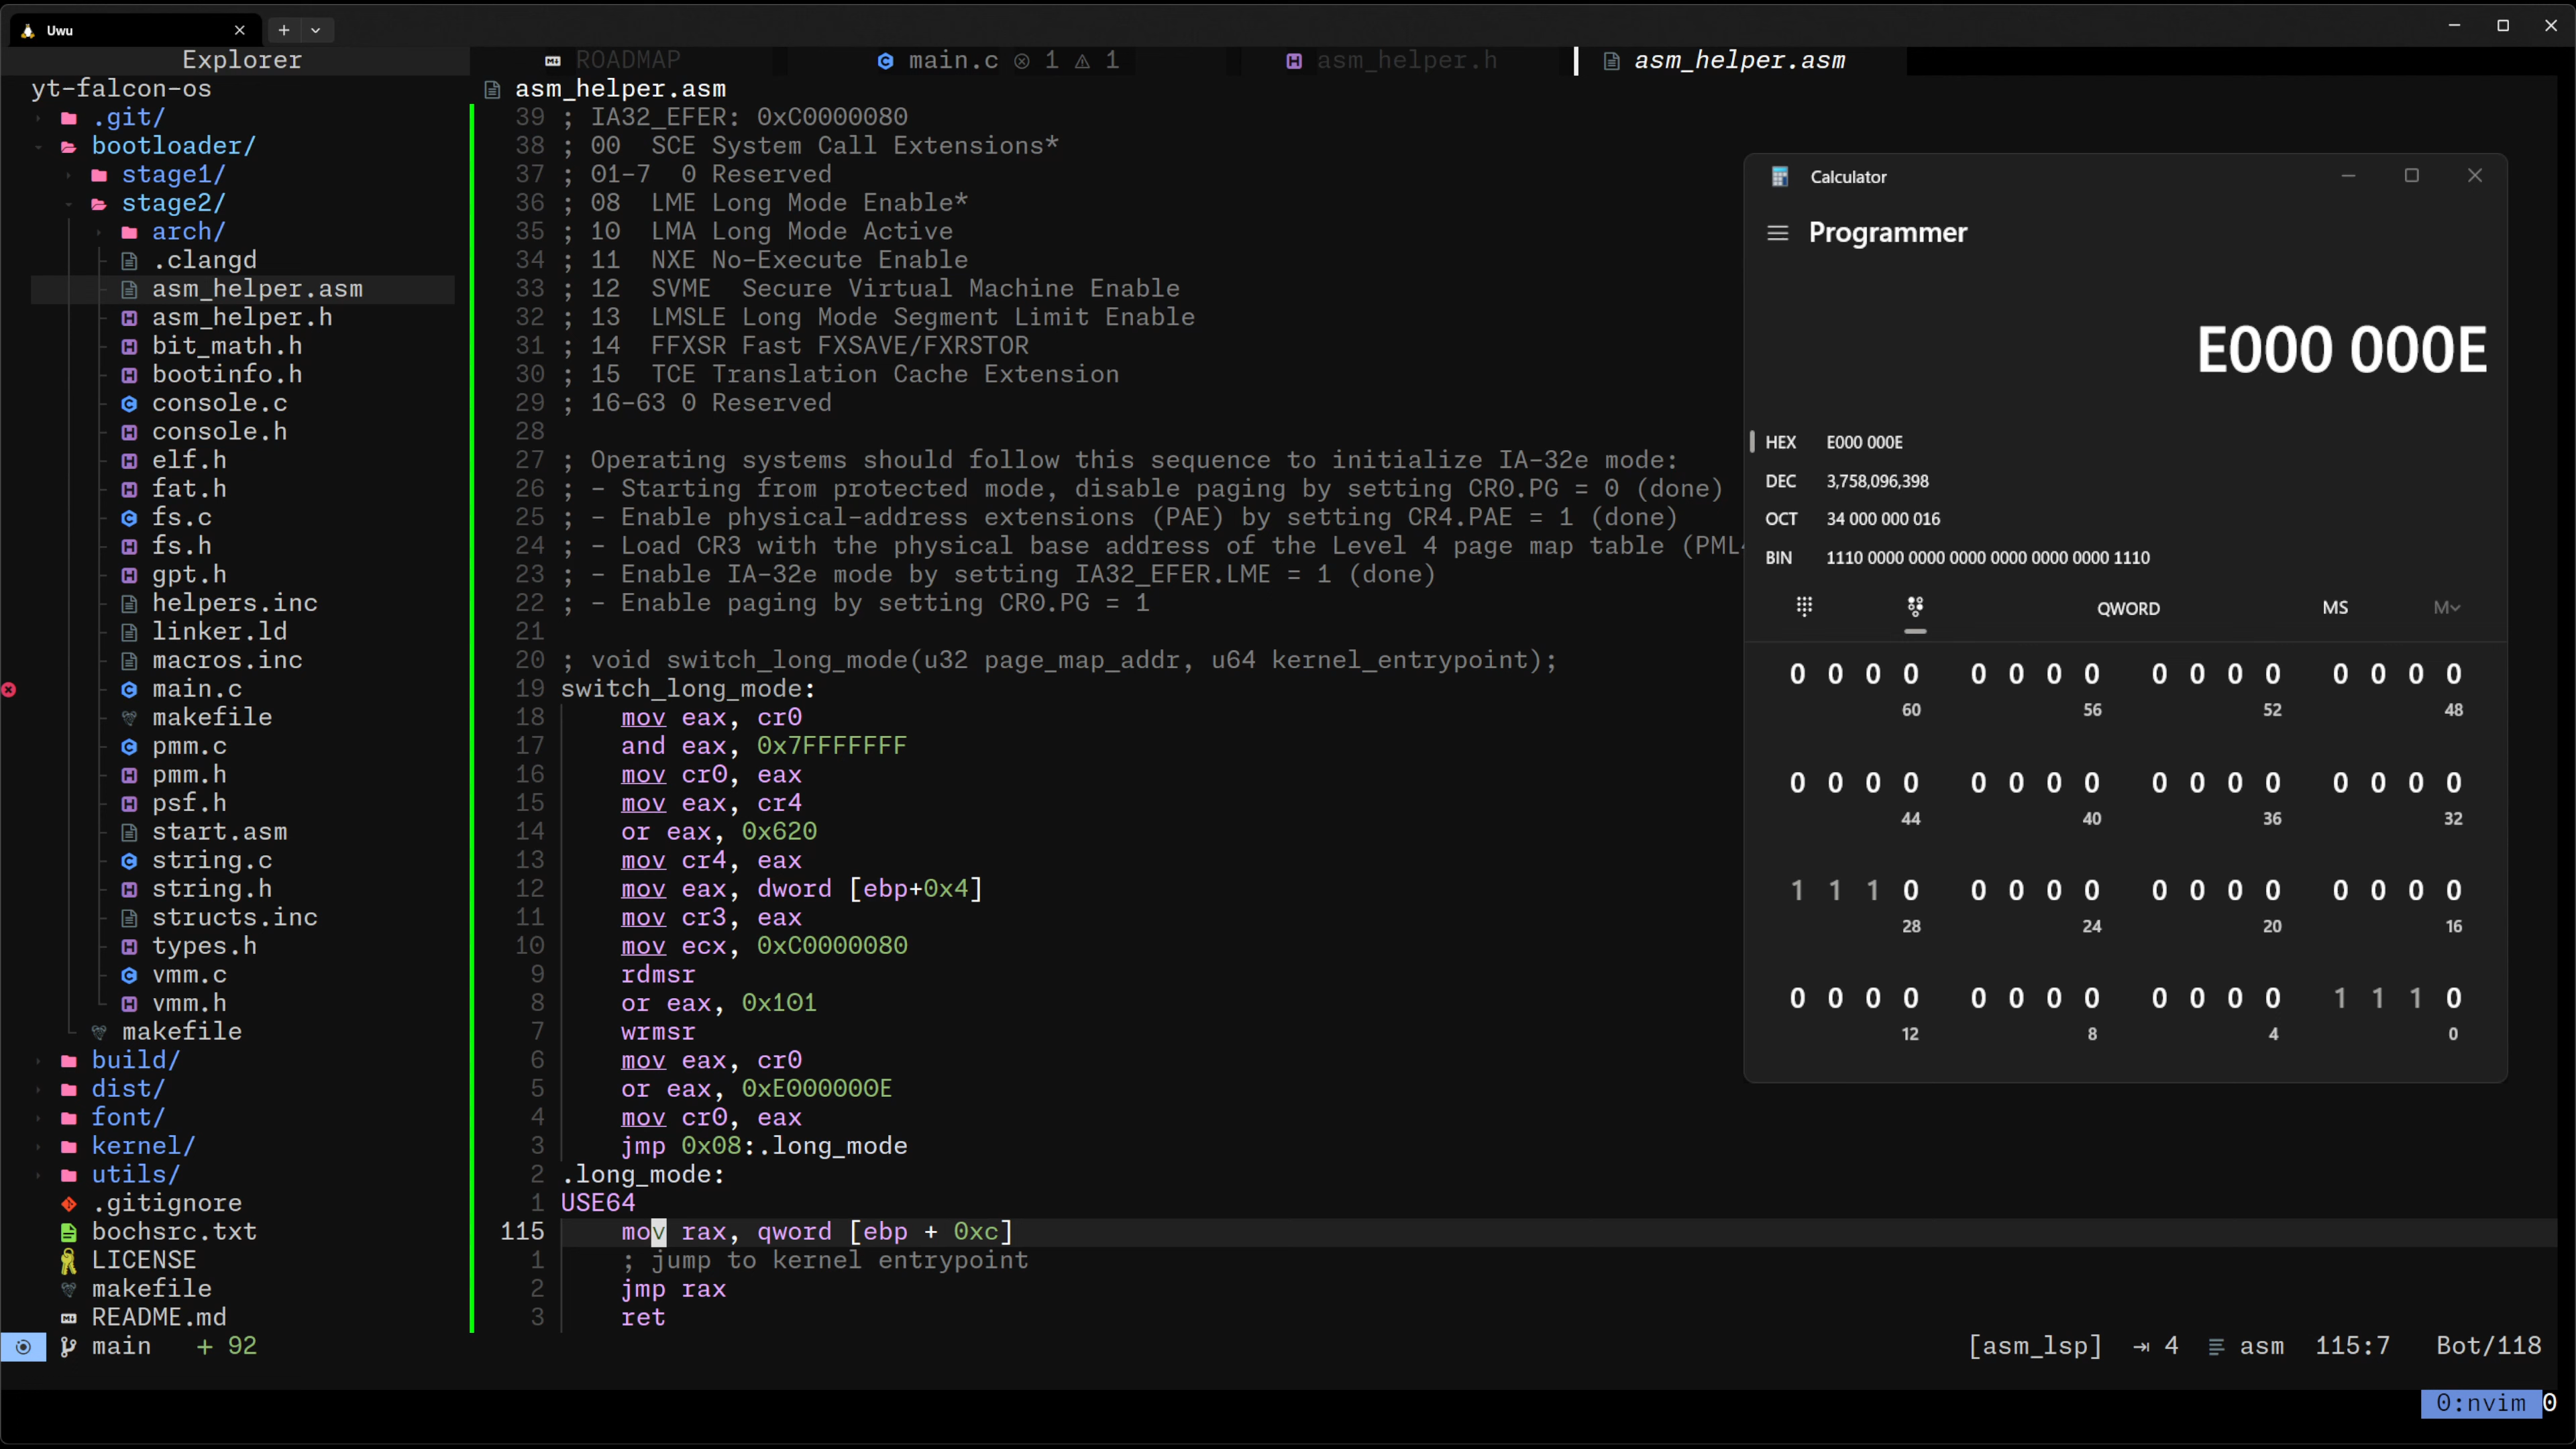 Uwu
Explorer
ROADMAP
main.c 1 1
asm_helper.h
asm_helper.asm
yt-falcon-os
.git/
bootloader/
stage1/
stage2/
arch/
.clangd
asm_helper.asm
asm_helper.h
bit_math.h
bootinfo.h
console.c
console.h
elf.h
fat.h
fs.c
fs.h
gpt.h
helpers.inc
linker.ld
macros.inc
main.c
makefile
pmm.c
pmm.h
psf.h
start.asm
string.c
string.h
structs.inc
types.h
vmm.c
vmm.h
makefile
build/
dist/
font/
kernel/
utils/
.gitignore
bochsrc.txt
LICENSE
makefile
README.md
asm_helper.asm
39 ; IA32_EFER: 0xC0000080
38 ; 00 SCE System Call Extensions*
37 ; 01-7 0 Reserved
36 ; 08 LME Long Mode Enable*
35 ; 10 LMA Long Mode Active
34 ; 11 NXE No-Execute Enable
33 ; 12 SVME Secure Virtual Machine Enable
32 ; 13 LMSLE Long Mode Segment Limit Enable
31 ; 14 FFXSR Fast FXSAVE/FXRSTOR
30 ; 15 TCE Translation Cache Extension
29 ; 16-63 0 Reserved
28
27 ; Operating systems should follow this sequence to initialize IA-32e mode:
26 ; - Starting from protected mode, disable paging by setting CR0.PG = 0 (done)
25 ; - Enable physical-address extensions (PAE) by setting CR4.PAE = 1 (done)
24 ; - Load CR3 with the physical base address of the Level 4 page map table (PML
23 ; - Enable IA-32e mode by setting IA32_EFER.LME = 1 (done)
22 ; - Enable paging by setting CR0.PG = 1
21
20 ; void switch_long_mode(u32 page_map_addr, u64 kernel_entrypoint);
19 switch_long_mode:
18 mov eax, cr0
17 and eax, 0x7FFFFFFF
16 mov cr0, eax
15 mov eax, cr4
14 or eax, 0x620
13 mov cr4, eax
12 mov eax, dword [ebp+0x4]
11 mov cr3, eax
10 mov ecx, 0xC0000080
9 rdmsr
8 or eax, 0x101
7 wrmsr
6 mov eax, cr0
5 or eax, 0xE000000E
4 mov cr0, eax
3 jmp 0x08:.long_mode
2 .long_mode:
1 USE64
115 mov rax, qword [ebp + 0xc]
1 ; jump to kernel entrypoint
2 jmp rax
3 ret
Calculator
Programmer
E000 000E
HEX E000 000E
DEC 3,758,096,398
OCT 34 000 000 016
BIN 1110 0000 0000 0000 0000 0000 0000 1110
QWORD MS M
0 0 0 0 0 0 0 0 0 0 0 0 0 0 0 0
60 56 52 48
0 0 0 0 0 0 0 0 0 0 0 0 0 0 0 0
44 40 36 32
1 1 1 0 0 0 0 0 0 0 0 0 0 0 0 0
28 24 20 16
0 0 0 0 0 0 0 0 0 0 0 0 1 1 1 0
12 8 4 0
main + 92
[asm_lsp] 4 asm 115:7 Bot/118
0:nvim 0